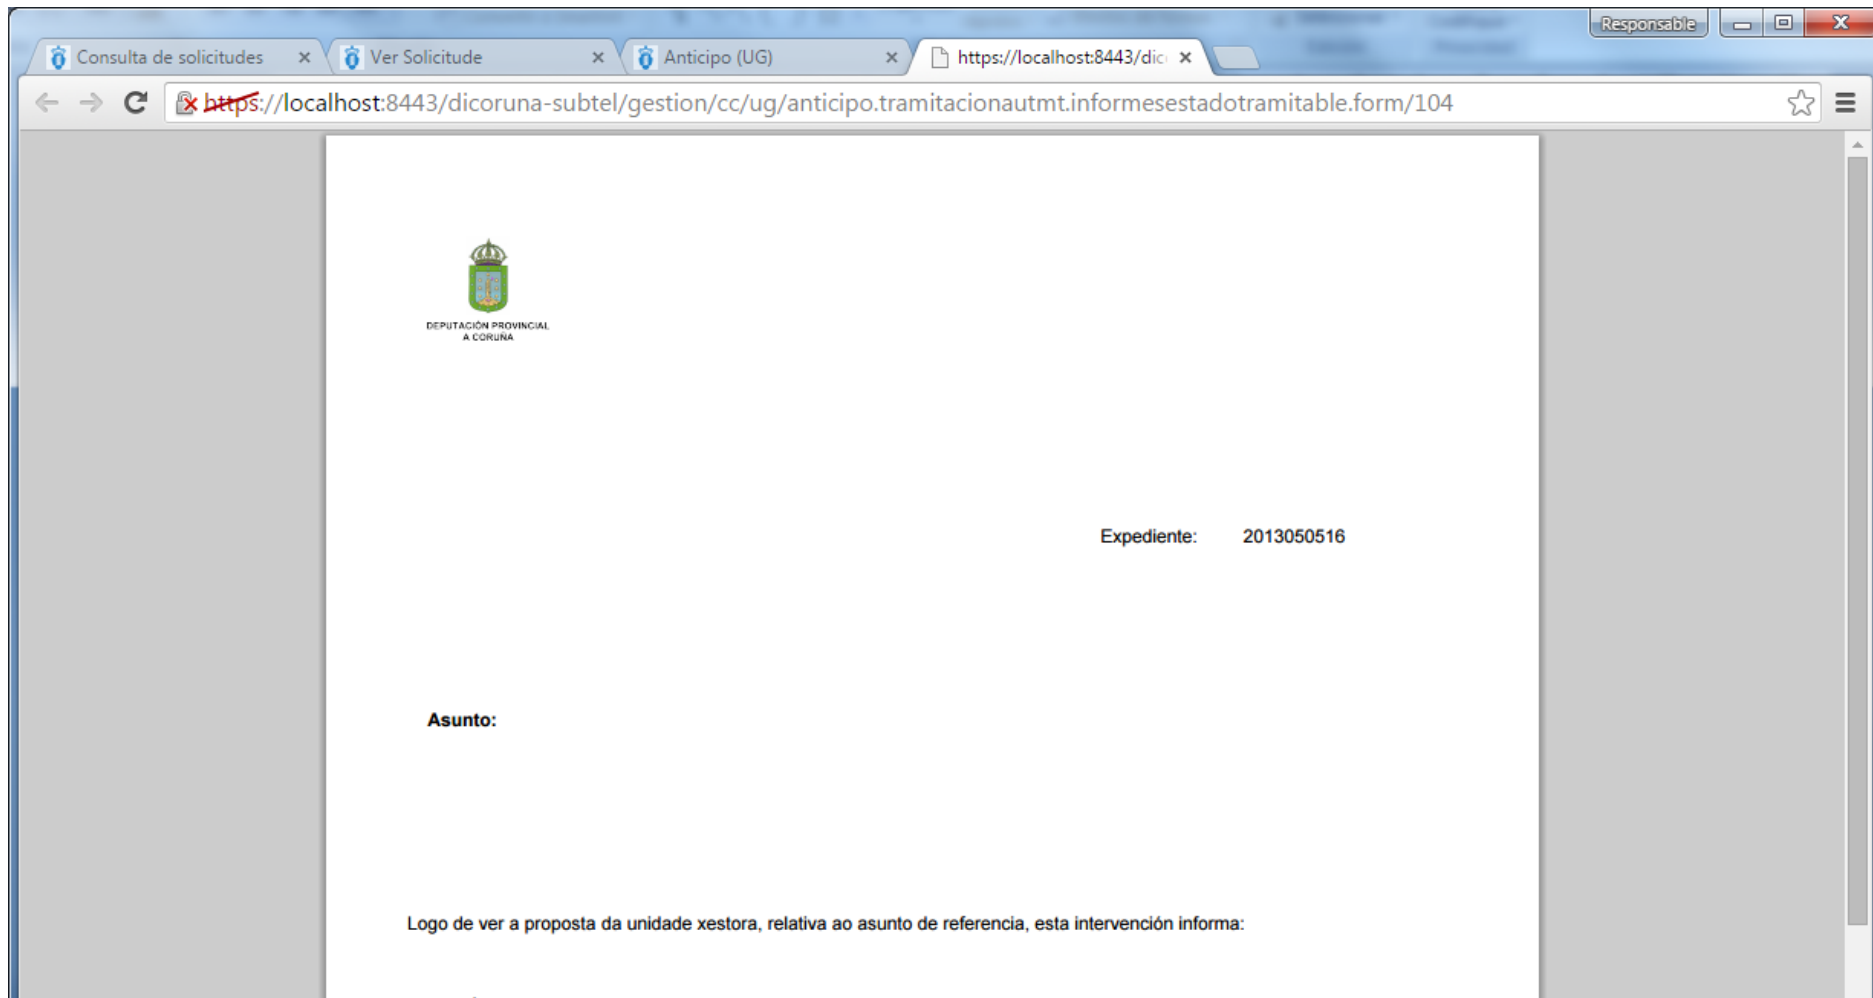 Responsable
Consulta de solicitudes
Ver Solicitude
Anticipo (UG)
https://localhost:8443/dic
https://localhost:8443/dicoruna-subtel/gestion/cc/ug/anticipo.tramitacionautmt.informesestadotramitable.form/104
DEPUTACIÓN PROVINCIAL
A CORUÑA
Expediente: 2013050516
Asunto:
Logo de ver a proposta da unidade xestora, relativa ao asunto de referencia, esta intervención informa: